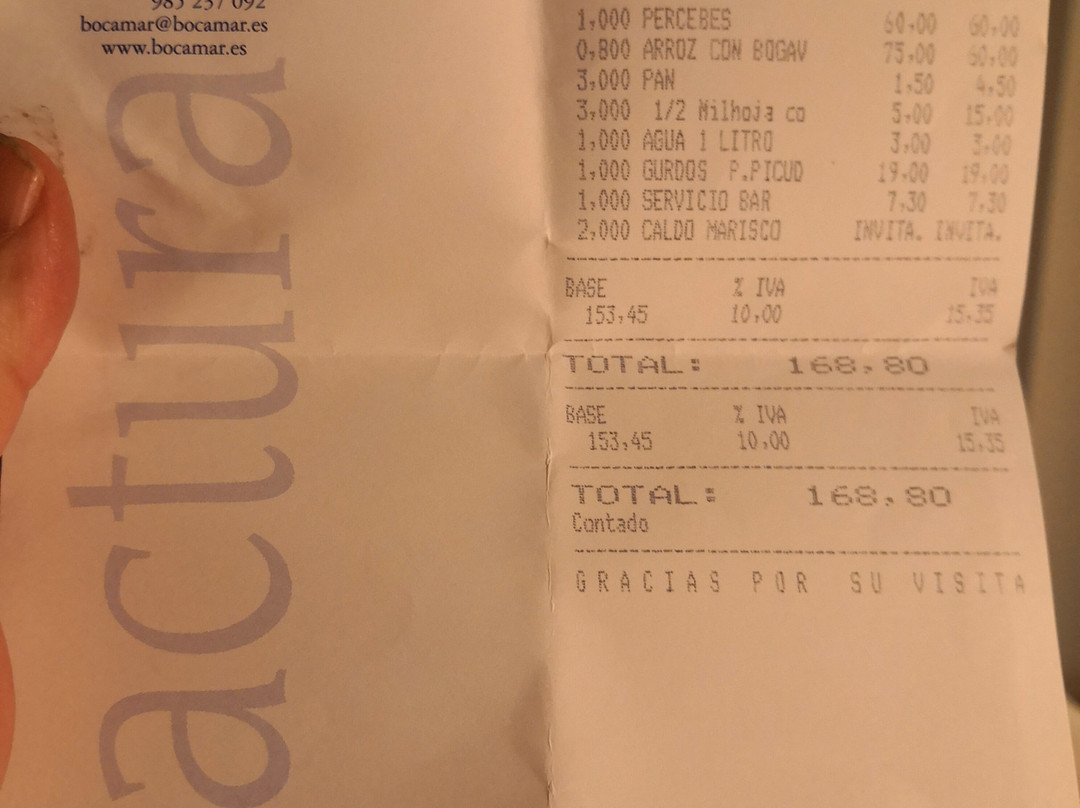 985 237 092
bocamar@bocamar.es
www.bocamar.es
actura
1,000 PERCEBES 60,00 60,00
0,800 ARROZ CON BOGAV 75,00 60,00
3,000 PAN 1,50 4,50
3,000 1/2 Milhoja co 5,00 15,00
1,000 AGUA 1 LITRO 3,00 3,00
1,000 GURDOS P.PICUD 19,00 19,00
1,000 SERVICIO BAR 7,30 7,30
2,000 CALDO MARISCO INVITA. INVITA.
BASE % IVA IVA
153,45 10,00 15,35
TOTAL: 168,80
BASE % IVA IVA
153,45 10,00 15,35
TOTAL: 168,80
Contado
GRACIAS POR SU VISITA